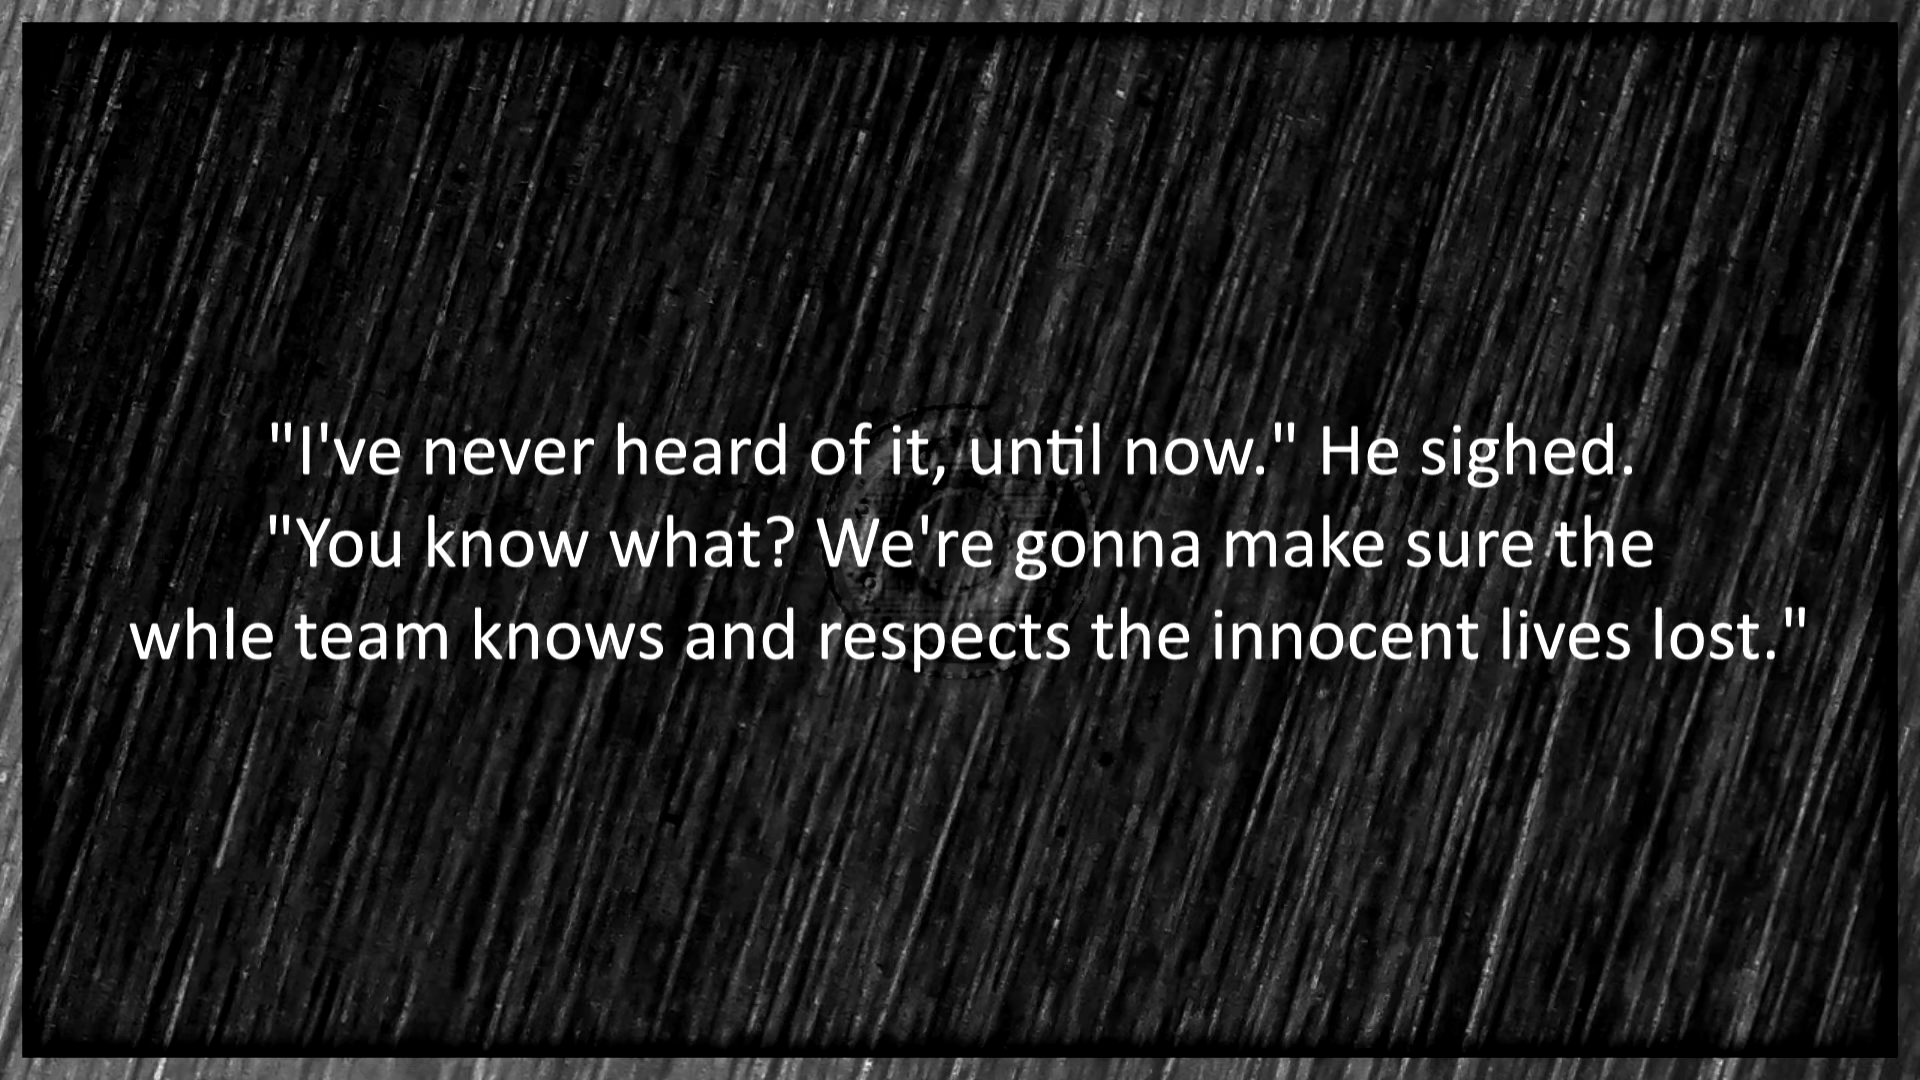 "I've never heard of it, until now." He sighed.
"You know what? We're gonna make sure the
whle team knows and respects the innocent lives lost."